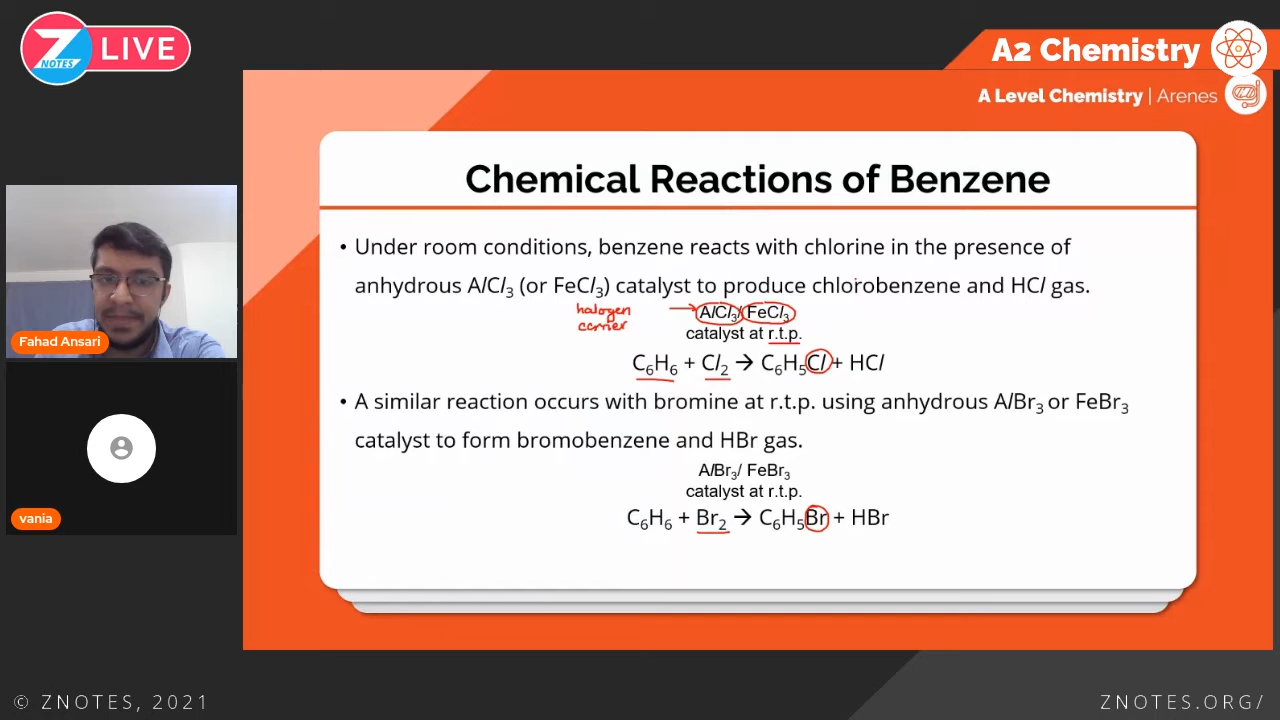 Z NOTES LIVE
A2 Chemistry
A Level Chemistry | Arenes
Chemical Reactions of Benzene
• Under room conditions, benzene reacts with chlorine in the presence of
anhydrous AlCl₃ (or FeCl₃) catalyst to produce chlorobenzene and HCl gas.
halogen
carrier
AlCl₃/ FeCl₃
catalyst at r.t.p.
C₆H₆ + Cl₂ → C₆H₅Cl + HCl
• A similar reaction occurs with bromine at r.t.p. using anhydrous AlBr₃ or FeBr₃
catalyst to form bromobenzene and HBr gas.
AlBr₃/ FeBr₃
catalyst at r.t.p.
C₆H₆ + Br₂ → C₆H₅Br + HBr
Fahad Ansari
vania
© ZNOTES, 2021
ZNOTES.ORG/